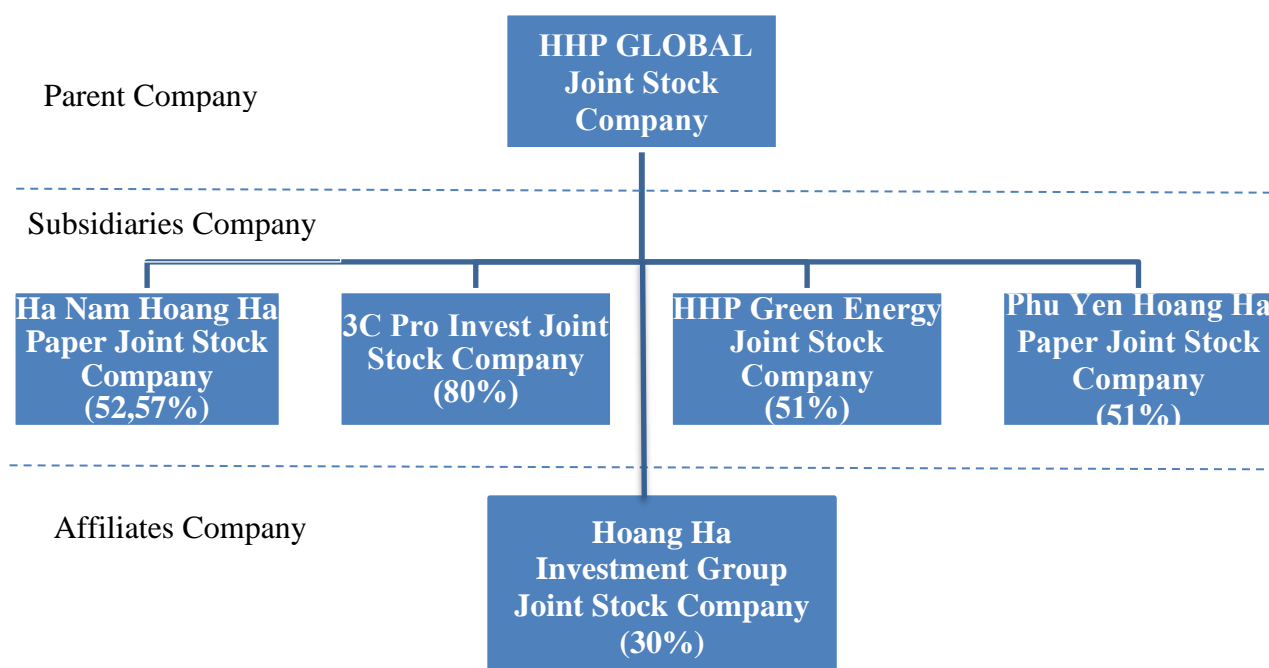 HHP GLOBAL
Joint Stock
Company
Parent Company
Subsidiaries Company
Ha Nam Hoang Ha
Paper Joint Stock
Company
(52,57%)
3C Pro Invest Joint
Stock Company
(80%)
HHP Green Energy
Joint Stock
Company
(51%)
Phu Yen Hoang Ha
Paper Joint Stock
Company
(51%)
Affiliates Company
Hoang Ha
Investment Group
Joint Stock Company
(30%)